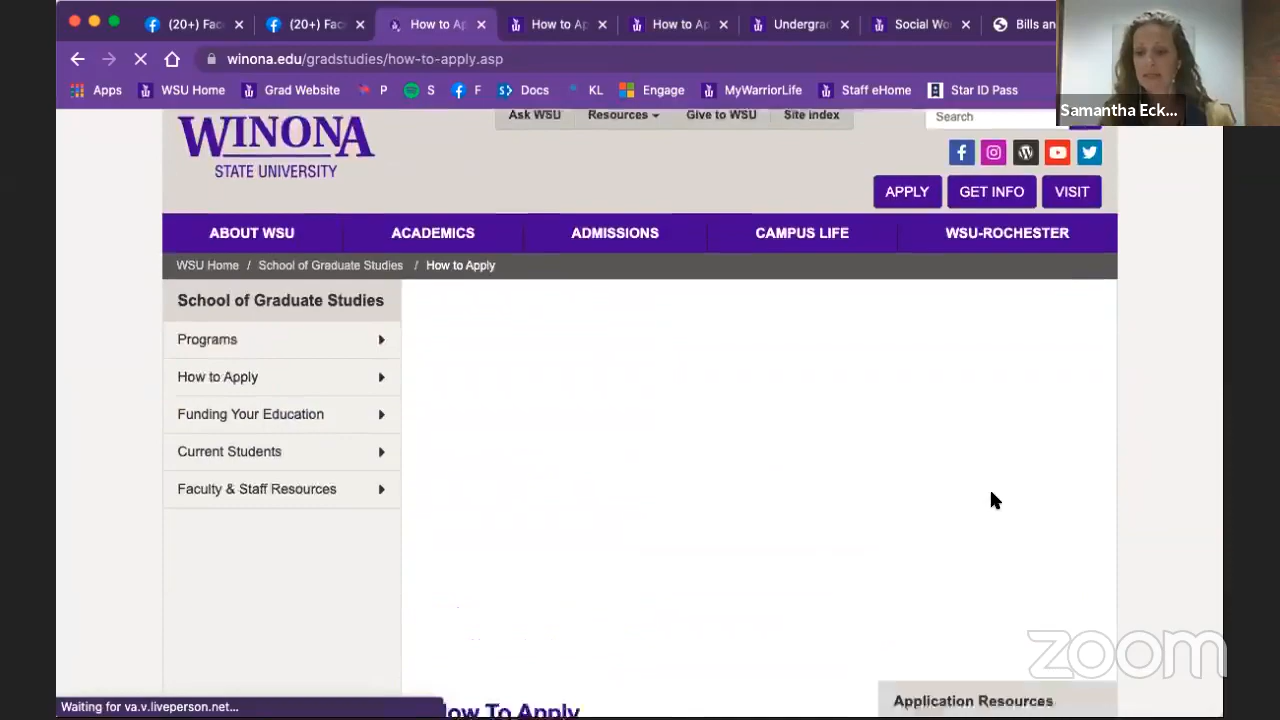 (20+) Fac
(20+) Fac
How to Ap
How to Ap
How to Ap
Undergra
Social Wo
Bills an
winona.edu/gradstudies/how-to-apply.asp
Apps
WSU Home
Grad Website
P
S
F
Docs
KL
Engage
MyWarriorLife
Staff eHome
Star ID Pass
Samantha Eck...
WINONA
STATE UNIVERSITY
Ask WSU
Resources
Give to WSU
Site index
Search
APPLY
GET INFO
VISIT
ABOUT WSU
ACADEMICS
ADMISSIONS
CAMPUS LIFE
WSU-ROCHESTER
WSU Home / School of Graduate Studies / How to Apply
School of Graduate Studies
Programs
How to Apply
Funding Your Education
Current Students
Faculty & Staff Resources
zoom
Application Resources
Waiting for va.v.liveperson.net...
ow To Apply